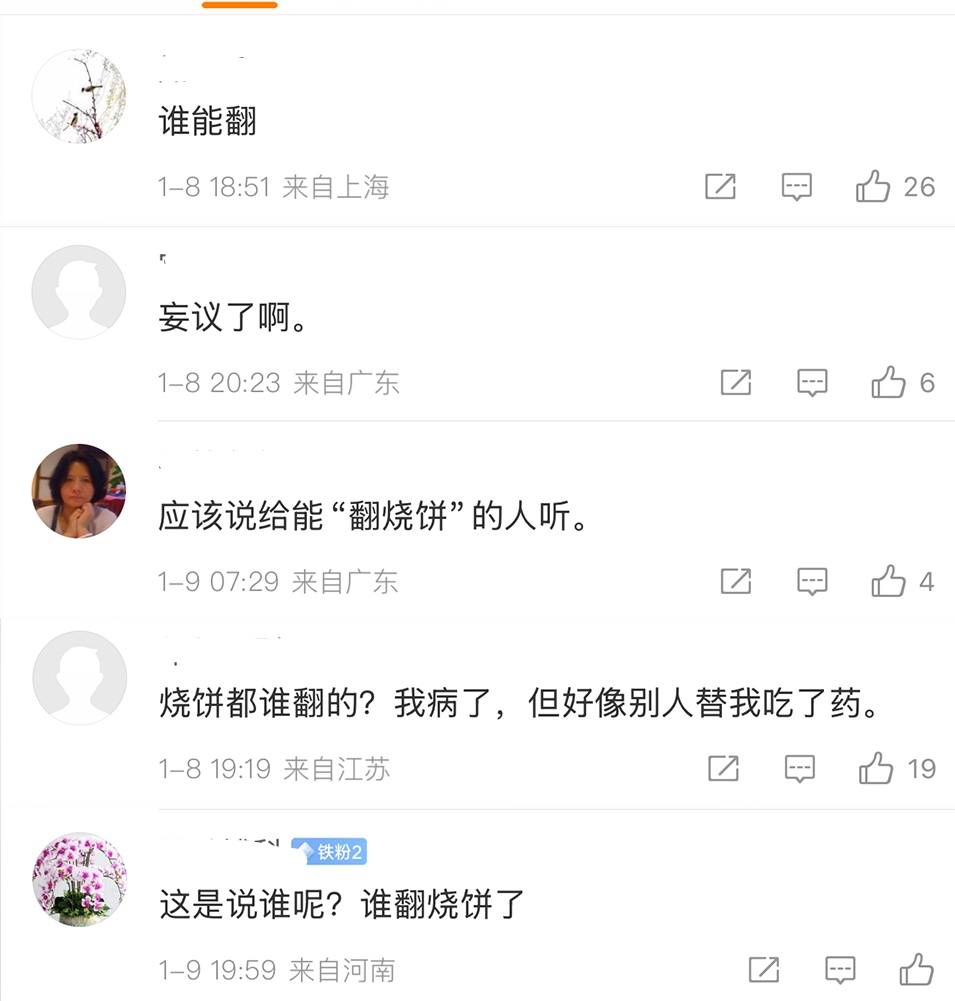 谁能翻
1-8 18:51 来自上海
26
妄议了啊。
1-8 20:23 来自广东
6
应该说给能“翻烧饼”的人听。
1-9 07:29 来自广东
4
烧饼都谁翻的？我病了，但好像别人替我吃了药。
1-8 19:19 来自江苏
19
铁粉2
这是说谁呢？谁翻烧饼了
1-9 19:59 来自河南